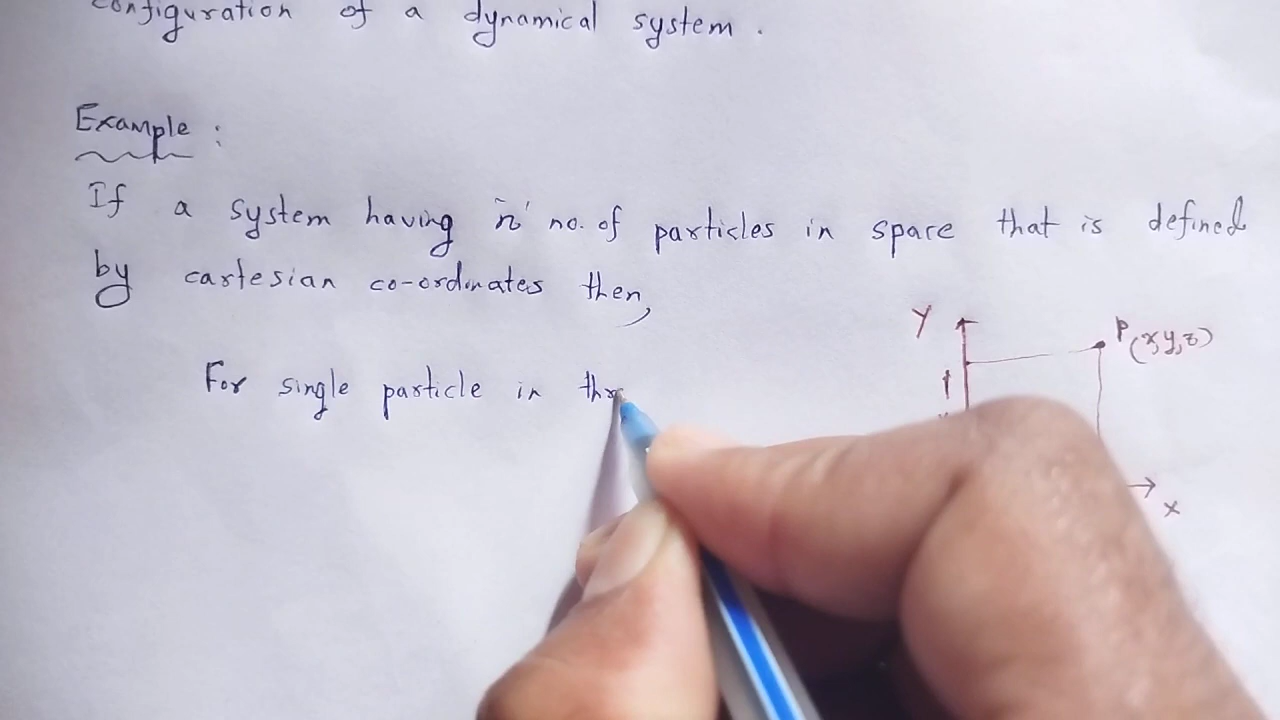 configuration of a dynamical system.
Example :
If a system having 'n' no. of particles in space that is defined
by cartesian co-ordinates then,
Y
P(x,y,z)
For single particle in thr
x